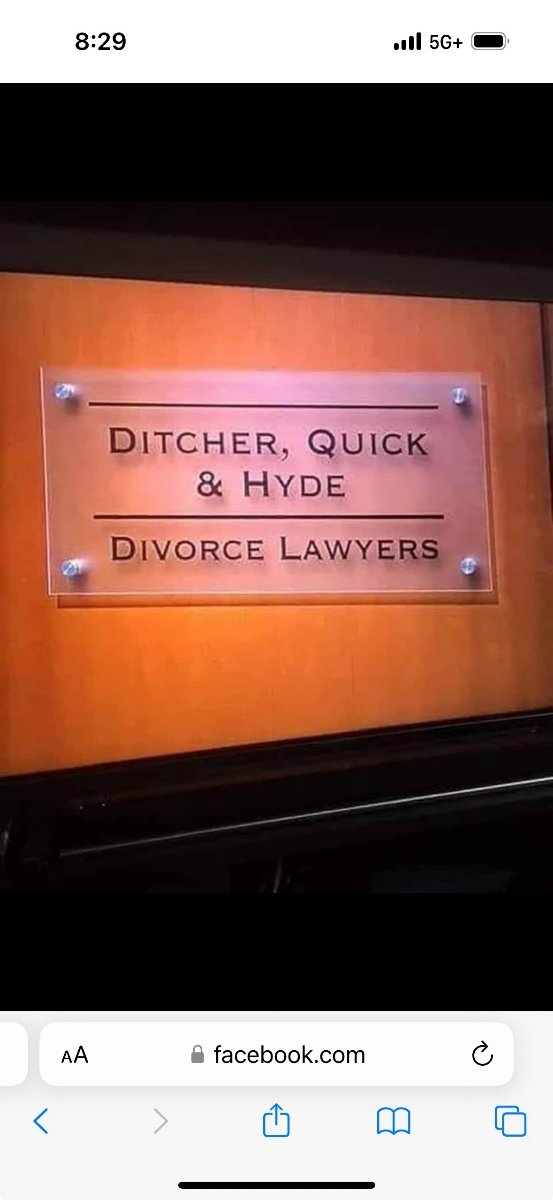 8:29 5G+
DITCHER, QUICK
& HYDE
DIVORCE LAWYERS
AA facebook.com